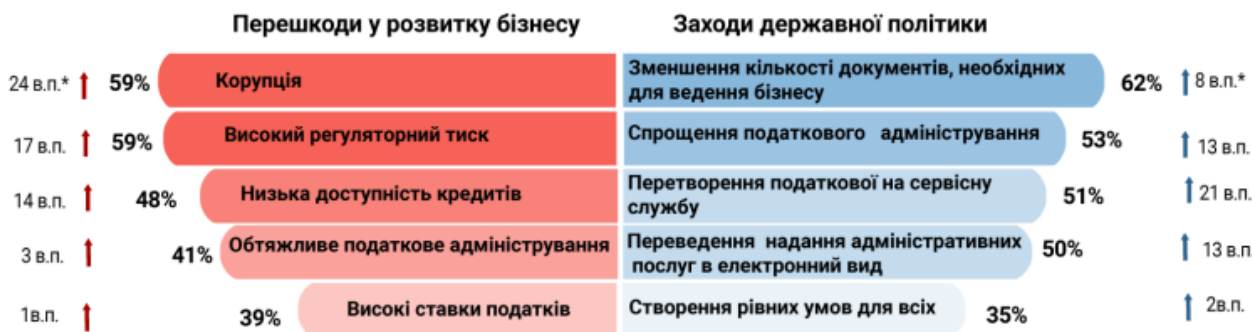 Перешкоди у розвитку бізнесу Заходи державної політики
24 в.п.* 59% Корупція Зменшення кількості документів, необхідних
для ведення бізнесу 62% 8 в.п.*
17 в.п. 59% Високий регуляторний тиск Спрощення податкового адміністрування 53% 13 в.п.
14 в.п. 48% Низька доступність кредитів Перетворення податкової на сервісну
службу 51% 21 в.п.
3 в.п. 41% Обтяжливе податкове адміністрування Переведення надання адміністративних
послуг в електронний вид 50% 13 в.п.
1в.п. 39% Високі ставки податків Створення рівних умов для всіх 35% 2в.п.